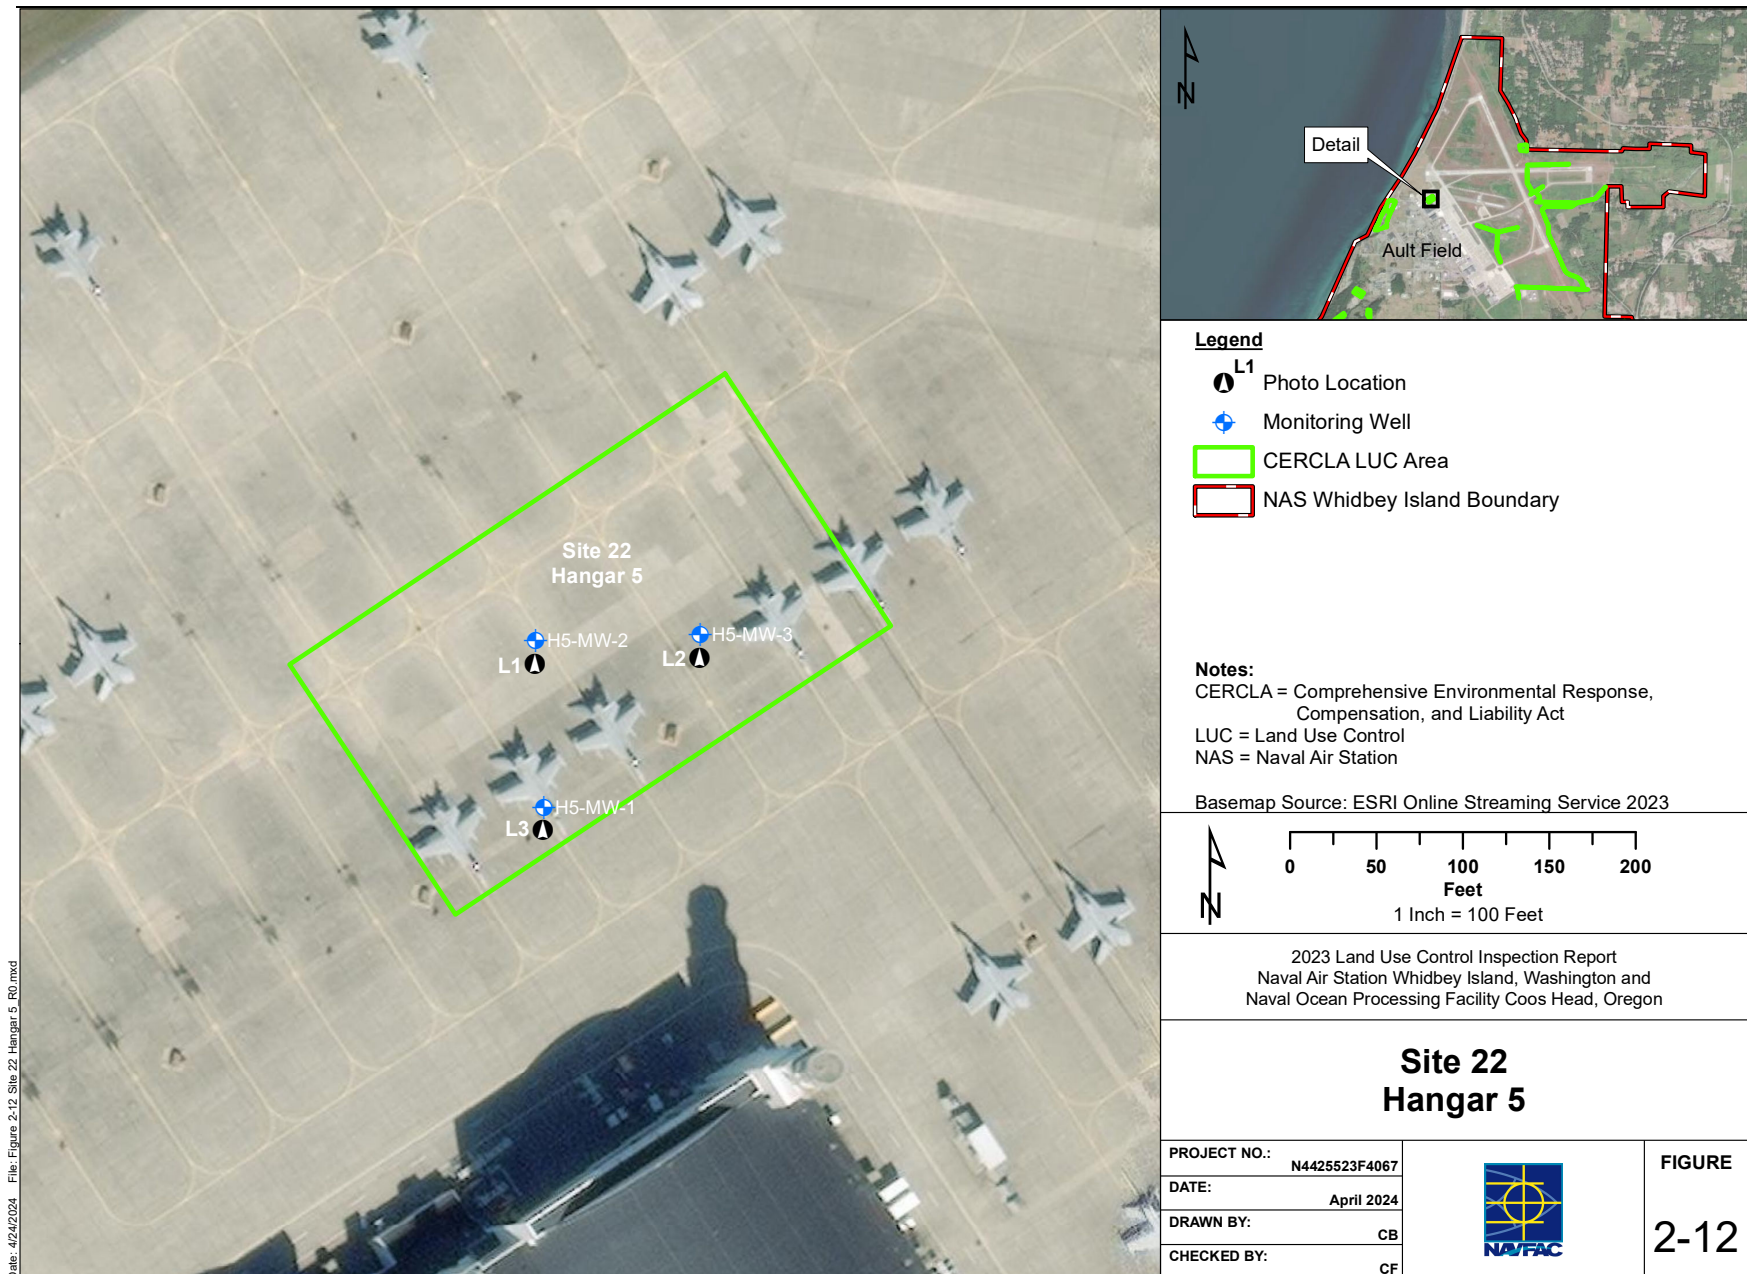 Site 22
Hangar 5
H5-MW-2
L1
H5-MW-3
L2
H5-MW-1
L3
Date: 4/24/2024 File: Figure 2-12 Site 22 Hangar 5_R0.mxd
N
Detail
Ault Field
Legend
L1
Photo Location
Monitoring Well
CERCLA LUC Area
NAS Whidbey Island Boundary
Notes:
CERCLA = Comprehensive Environmental Response,
Compensation, and Liability Act
LUC = Land Use Control
NAS = Naval Air Station
Basemap Source: ESRI Online Streaming Service 2023
N
0 50 100 150 200
Feet
1 Inch = 100 Feet
2023 Land Use Control Inspection Report
Naval Air Station Whidbey Island, Washington and
Naval Ocean Processing Facility Coos Head, Oregon
Site 22
Hangar 5
PROJECT NO.:
N4425523F4067
DATE:
April 2024
DRAWN BY:
CB
CHECKED BY:
CF
NAVFAC
FIGURE
2-12